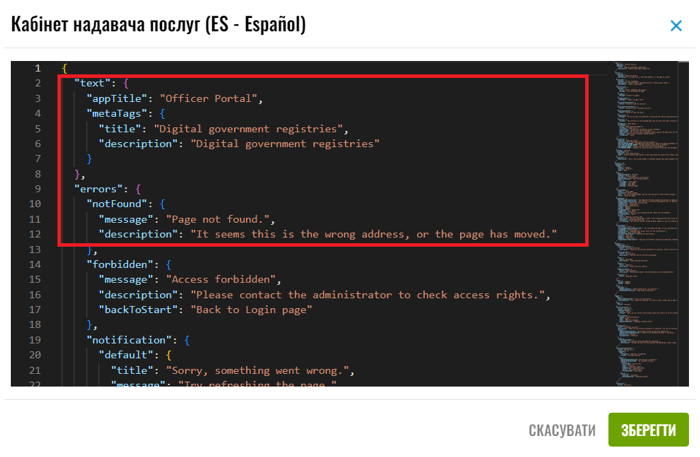 Кабінет надавача послуг (ES - Español)
1 {
2 "text": {
3 "appTitle": "Officer Portal",
4 "metaTags": {
5 "title": "Digital government registries",
6 "description": "Digital government registries"
7 }
8 },
9 "errors": {
10 "notFound": {
11 "message": "Page not found.",
12 "description": "It seems this is the wrong address, or the page has moved."
13 },
14 "forbidden": {
15 "message": "Access forbidden",
16 "description": "Please contact the administrator to check access rights.",
17 "backToStart": "Back to Login page"
18 },
19 "notification": {
20 "default": {
21 "title": "Sorry, something went wrong.",
22 "message": "Try refreshing the page."
СКАСУВАТИ ЗБЕРЕГТИ